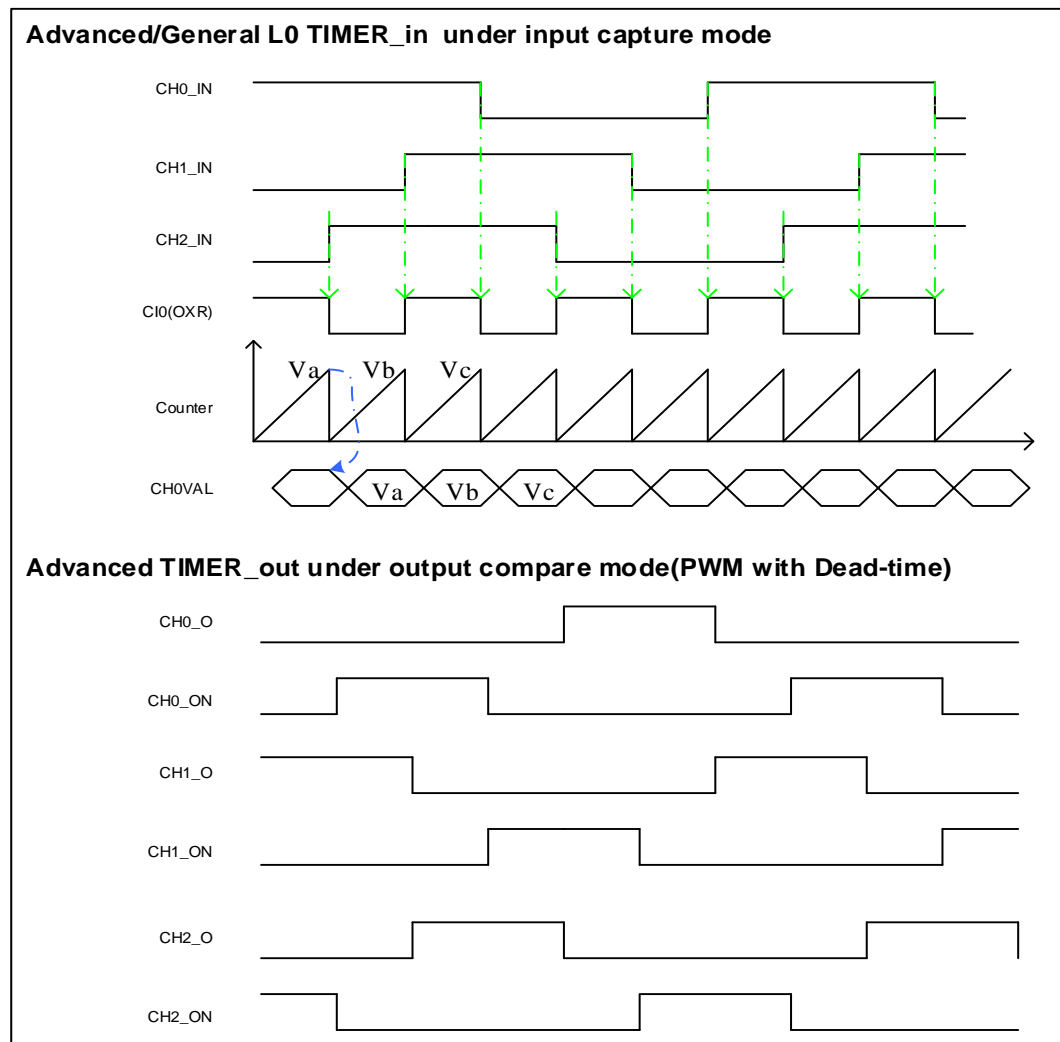 Advanced/General L0 TIMER_in under input capture mode
CH0_IN
CH1_IN
CH2_IN
CI0(OXR)
Va Vb Vc
Counter
CH0VAL
Va Vb Vc
Advanced TIMER_out under output compare mode(PWM with Dead-time)
CH0_O
CH0_ON
CH1_O
CH1_ON
CH2_O
CH2_ON